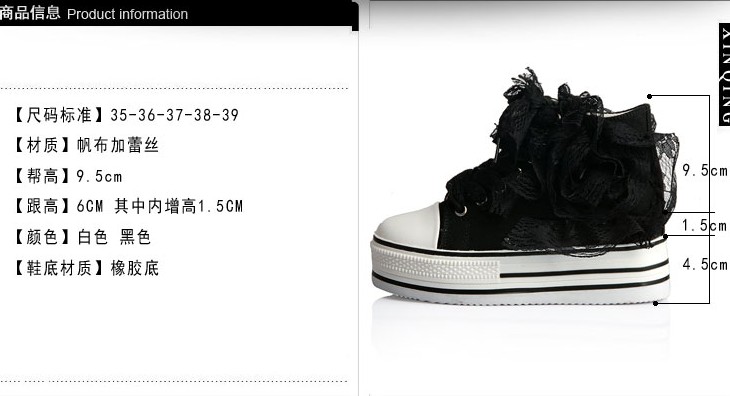 商品信息 Product information
【尺码标准】35-36-37-38-39
【材质】帆布加蕾丝
【帮高】9.5cm
【跟高】6CM 其中内增高1.5CM
【颜色】白色 黑色
【鞋底材质】橡胶底
XINQING
9.5cm
1.5cm
4.5cm